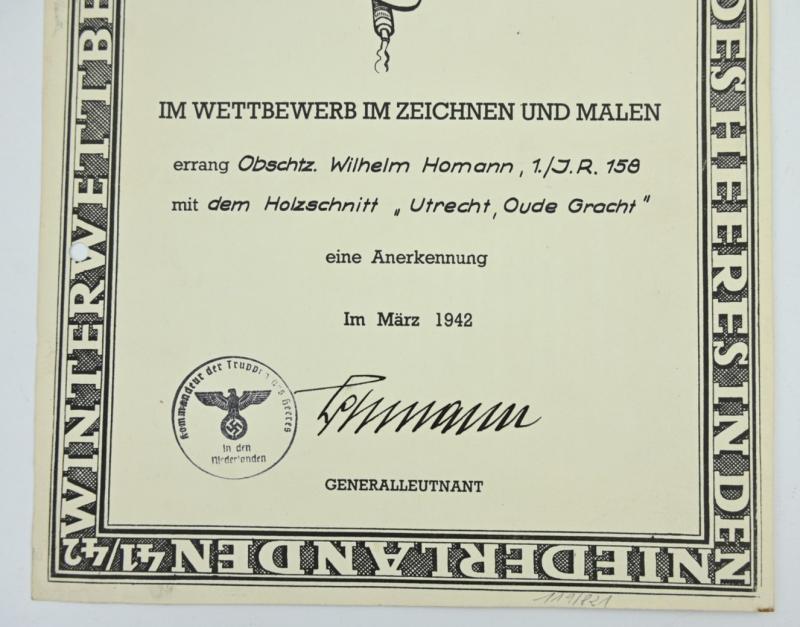 WINTERWETTBE
DES HEERES IN DEN
NIEDERLANDEN 41/42
IM WETTBEWERB IM ZEICHNEN UND MALEN
errang Obschtz. Wilhelm Homann, 1./J.R. 158
mit dem Holzschnitt „Utrecht, Oude Gracht"
eine Anerkennung
Im März 1942
Kommandeur der Truppen des Heeres
in den
Niederlanden
GENERALLEUTNANT
119/821